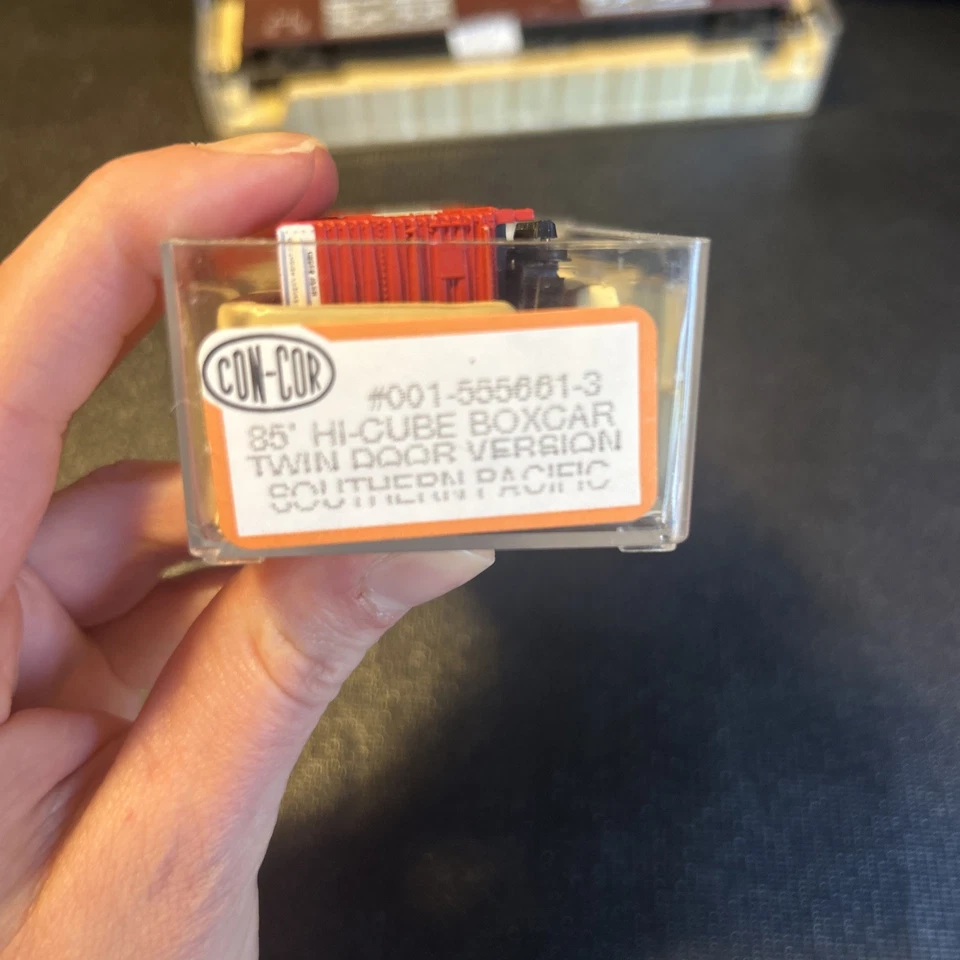 CON-COR
#001-555661-3
85' HI-CUBE BOXCAR
TWIN DOOR VERSION
SOUTHERN PACIFIC